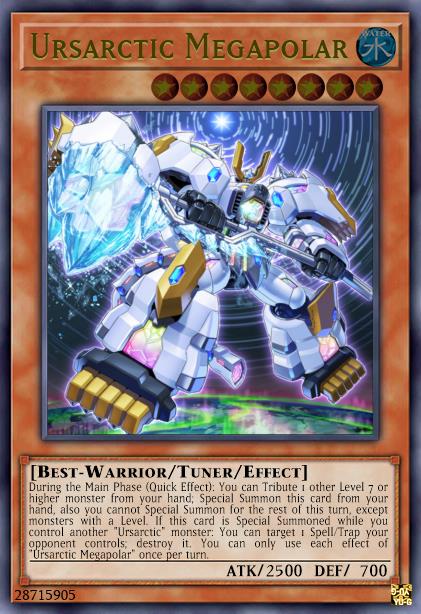 URSARCTIC MEGAPOLAR
WATER
水
[BEST-WARRIOR/TUNER/EFFECT]
During the Main Phase (Quick Effect): You can Tribute 1 other Level 7 or
higher monster from your hand; Special Summon this card from your
hand, also you cannot Special Summon for the rest of this turn, except
monsters with a Level. If this card is Special Summoned while you
control another "Ursarctic" monster: You can target 1 Spell/Trap your
opponent controls; destroy it. You can only use each effect of
"Ursarctic Megapolar" once per turn.
ATK/2500 DEF/ 700
28715905